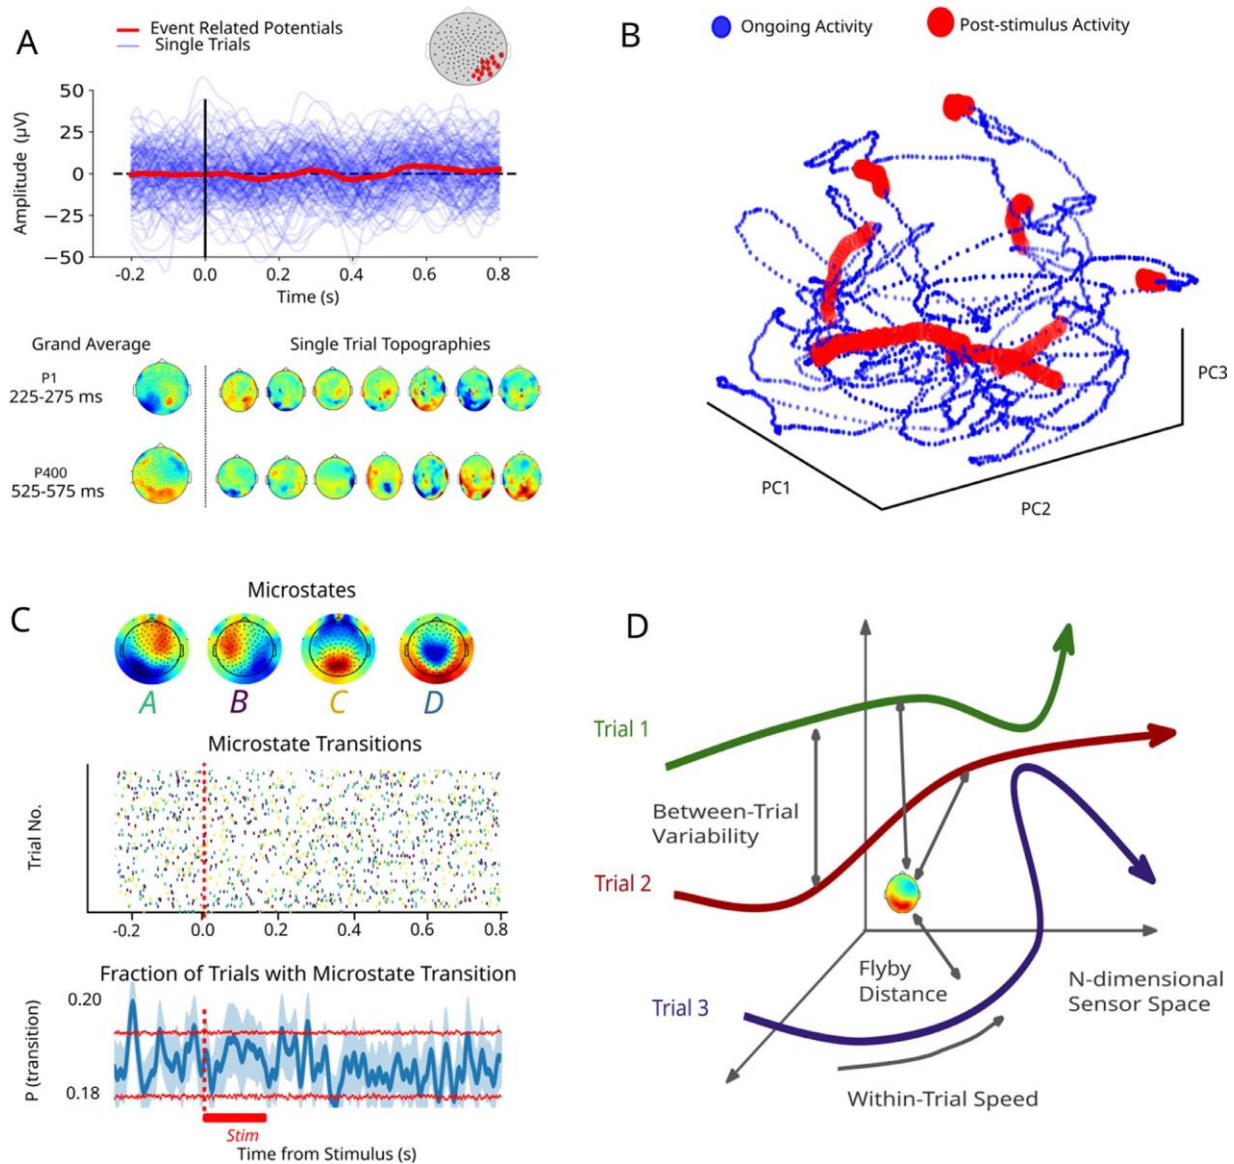 A
Event Related Potentials
Single Trials
Amplitude (µV)
50
25
0
−25
−50
-0.2
0.0
0.2
0.4
0.6
0.8
Time (s)
Grand Average
Single Trial Topographies
P1
225-275 ms
P400
525-575 ms
B
Ongoing Activity
Post-stimulus Activity
PC1
PC2
PC3
C
Microstates
A
B
C
D
Microstate Transitions
Trial No.
-0.2
0.0
0.2
0.4
0.6
0.8
Fraction of Trials with Microstate Transition
P (transition)
0.20
0.18
Stim
Time from Stimulus (s)
D
Trial 1
Between-Trial
Variability
Trial 2
Flyby
Distance
N-dimensional
Sensor Space
Trial 3
Within-Trial Speed